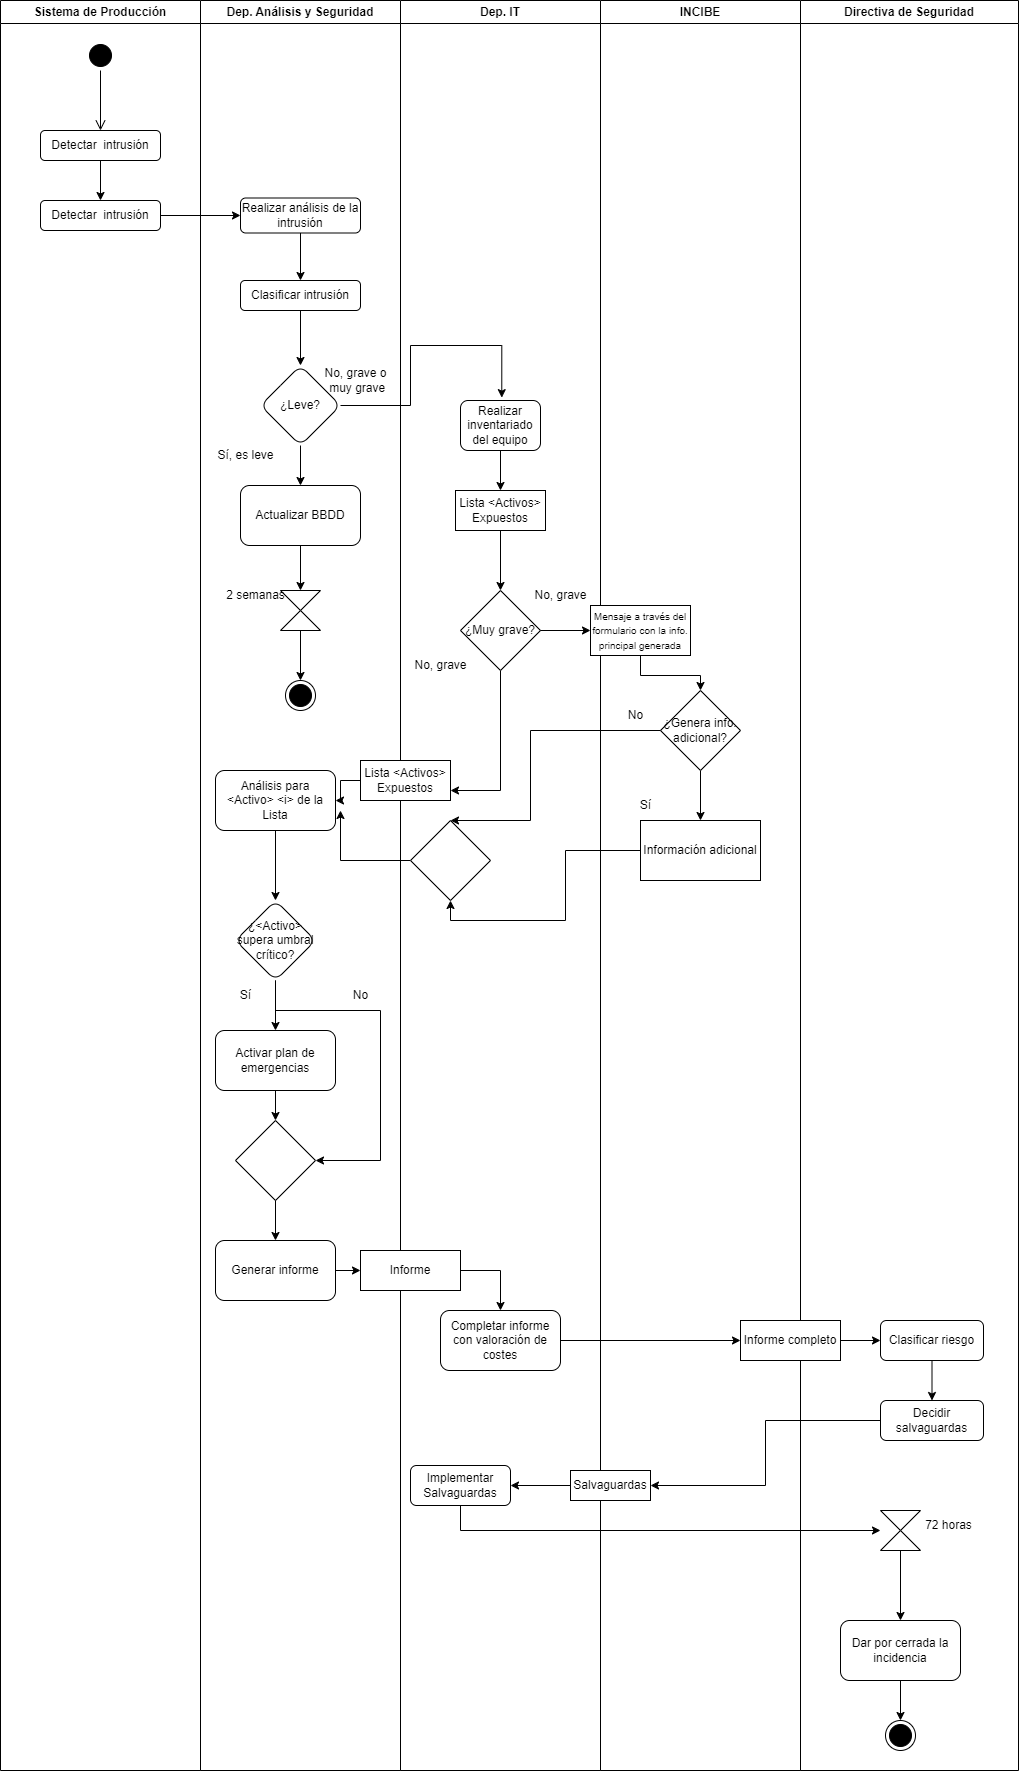 Sistema de Producción
Dep. Análisis y Seguridad
Dep. IT
INCIBE
Directiva de Seguridad
Detectar intrusión
Detectar intrusión
Realizar análisis de la
intrusión
Clasificar intrusión
¿Leve?
No, grave o
muy grave
Sí, es leve
Actualizar BBDD
2 semanas
Realizar
inventariado
del equipo
Lista <Activos>
Expuestos
¿Muy grave?
No, grave
No, grave
Mensaje a través del
formulario con la info.
principal generada
¿Genera info.
adicional?
No
Sí
Información adicional
Lista <Activos>
Expuestos
Análisis para
<Activo> <i> de la
Lista
¿<Activo>
supera umbral
crítico?
Sí
No
Activar plan de
emergencias
Generar informe
Informe
Completar informe
con valoración de
costes
Informe completo
Clasificar riesgo
Decidir
salvaguardas
Salvaguardas
Implementar
Salvaguardas
72 horas
Dar por cerrada la
incidencia